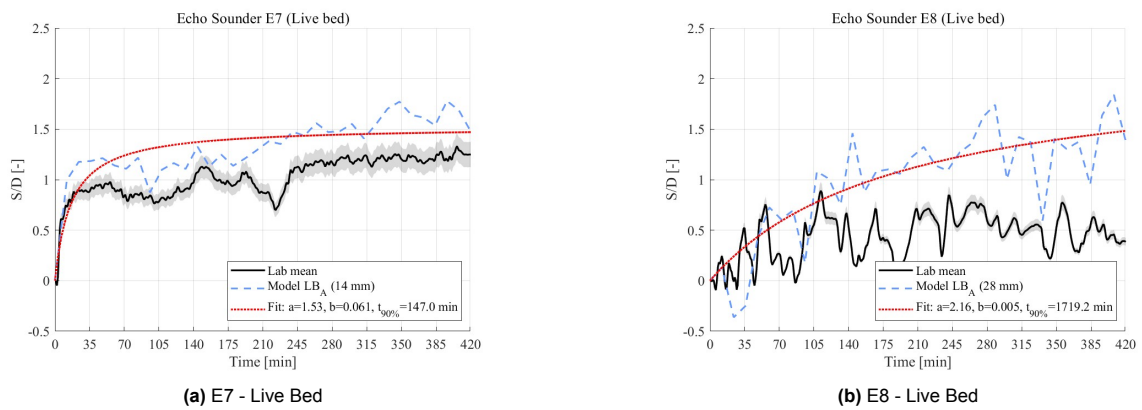 Echo Sounder E7 (Live bed)
2.5
2
1.5
1
0.5
0
-0.5
S/D [-]
0 35 70 105 140 175 210 245 280 315 350 385 420
Time [min]
Lab mean
Model LB_A (14 mm)
Fit: a=1.53, b=0.061, t_90%=147.0 min
(a) E7 - Live Bed
Echo Sounder E8 (Live bed)
2.5
2
1.5
1
0.5
0
-0.5
S/D [-]
0 35 70 105 140 175 210 245 280 315 350 385 420
Time [min]
Lab mean
Model LB_A (28 mm)
Fit: a=2.16, b=0.005, t_90%=1719.2 min
(b) E8 - Live Bed